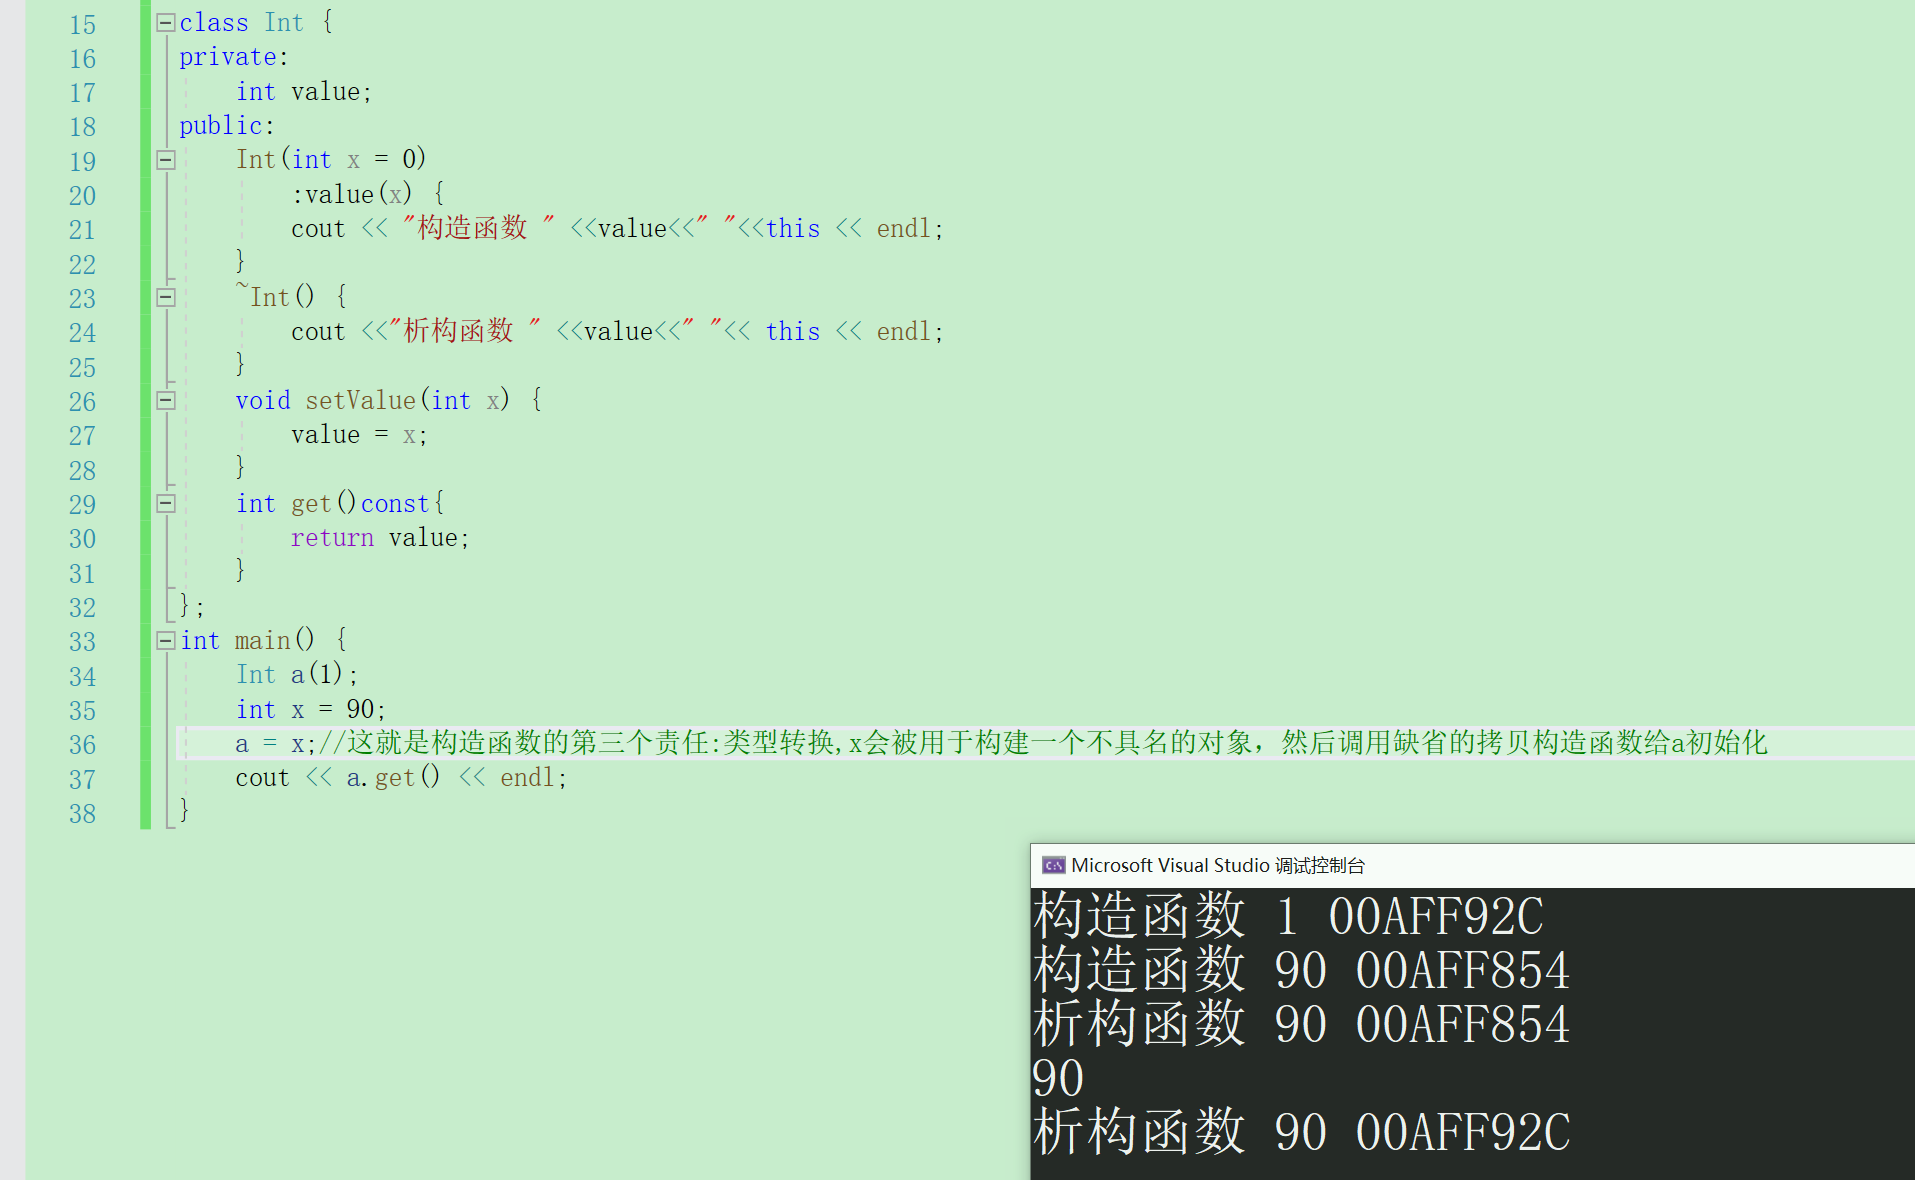 15 class Int {
16 private:
17 int value;
18 public:
19 Int(int x = 0)
20 :value(x) {
21 cout << "构造函数 " <<value<<" "<<this << endl;
22 }
23 ~Int() {
24 cout <<"析构函数 " <<value<<" "<< this << endl;
25 }
26 void setValue(int x) {
27 value = x;
28 }
29 int get()const{
30 return value;
31 }
32 };
33 int main() {
34 Int a(1);
35 int x = 90;
36 a = x;//这就是构造函数的第三个责任:类型转换,x会被用于构建一个不具名的对象，然后调用缺省的拷贝构造函数给a初始化
37 cout << a.get() << endl;
38 }
C:\ Microsoft Visual Studio 调试控制台
构造函数 1 00AFF92C
构造函数 90 00AFF854
析构函数 90 00AFF854
90
析构函数 90 00AFF92C